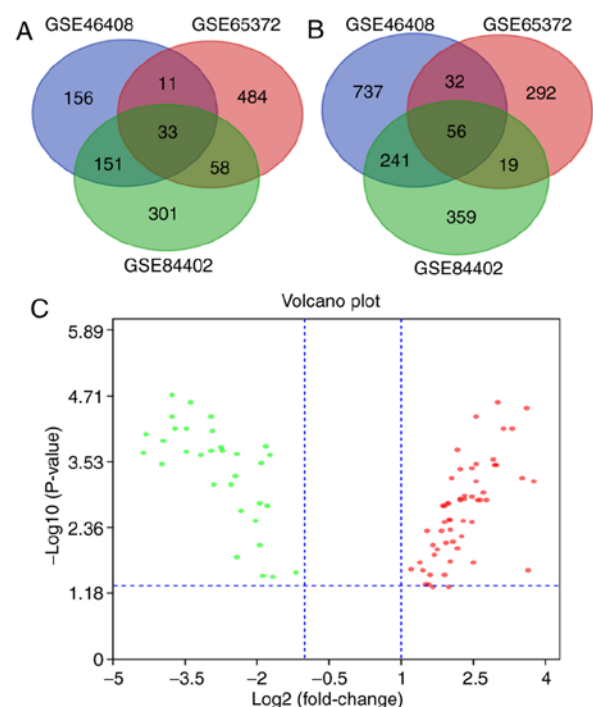 A
GSE46408
GSE65372
156
11
484
33
151
58
301
GSE84402
B
GSE46408
GSE65372
737
32
292
56
241
19
359
GSE84402
C
Volcano plot
−Log10 (P-value)
5.89
4.71
3.53
2.36
1.18
0
−5
−3.5
−2
−0.5
1
2.5
4
Log2 (fold-change)